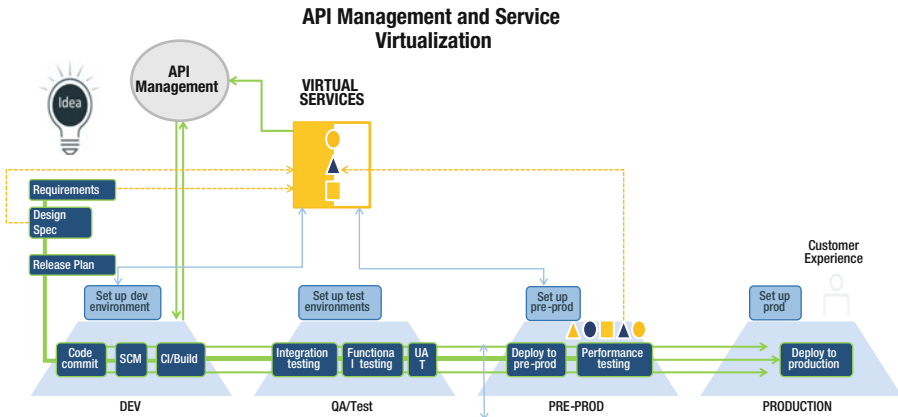 API Management and Service
Virtualization
API
Management
VIRTUAL
SERVICES
Idea
Requirements
Design
Spec
Release Plan
Customer
Experience
Set up dev
environment
Set up test
environments
Set up
pre-prod
Set up
prod
Code
commit
SCM
CI/Build
Integration
testing
Functiona
l testing
UA
T
Deploy to
pre-prod
Performance
testing
Deploy to
production
DEV
QA/Test
PRE-PROD
PRODUCTION